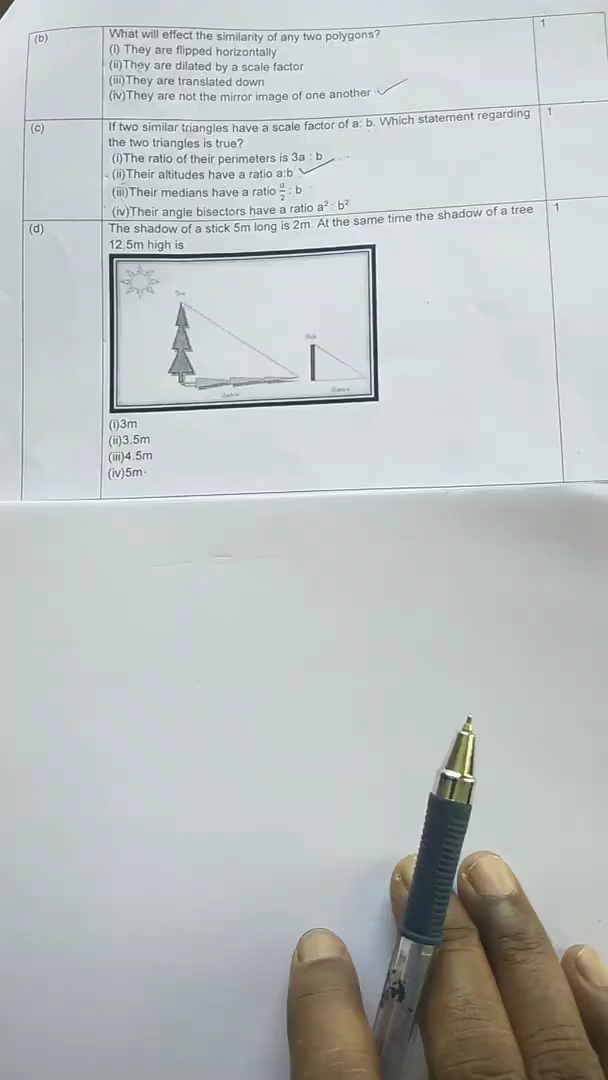 (b)
What will effect the similarity of any two polygons?
1
(i) They are flipped horizontally
(ii)They are dilated by a scale factor
(iii)They are translated down
(iv)They are not the mirror image of one another
(c)
If two similar triangles have a scale factor of a: b. Which statement regarding
1
the two triangles is true?
(i)The ratio of their perimeters is 3a : b
(ii)Their altitudes have a ratio a:b
(iii)Their medians have a ratio a/2 : b
(iv)Their angle bisectors have a ratio a² : b²
(d)
The shadow of a stick 5m long is 2m. At the same time the shadow of a tree
1
12.5m high is
(i)3m
(ii)3.5m
(iii)4.5m
(iv)5m